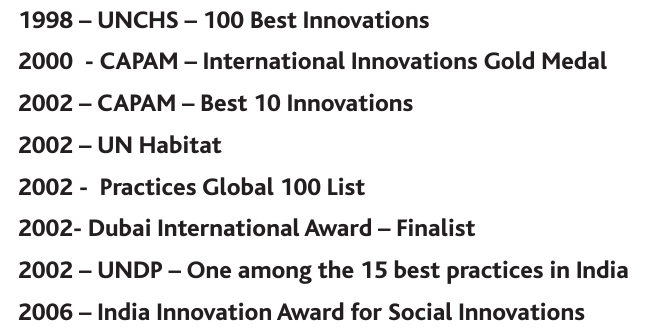 1998 – UNCHS – 100 Best Innovations
2000  - CAPAM – International Innovations Gold Medal
2002 – CAPAM – Best 10 Innovations
2002 – UN Habitat
2002 -  Practices Global 100 List
2002- Dubai International Award – Finalist
2002 – UNDP – One among the 15 best practices in India
2006 – India Innovation Award for Social Innovations